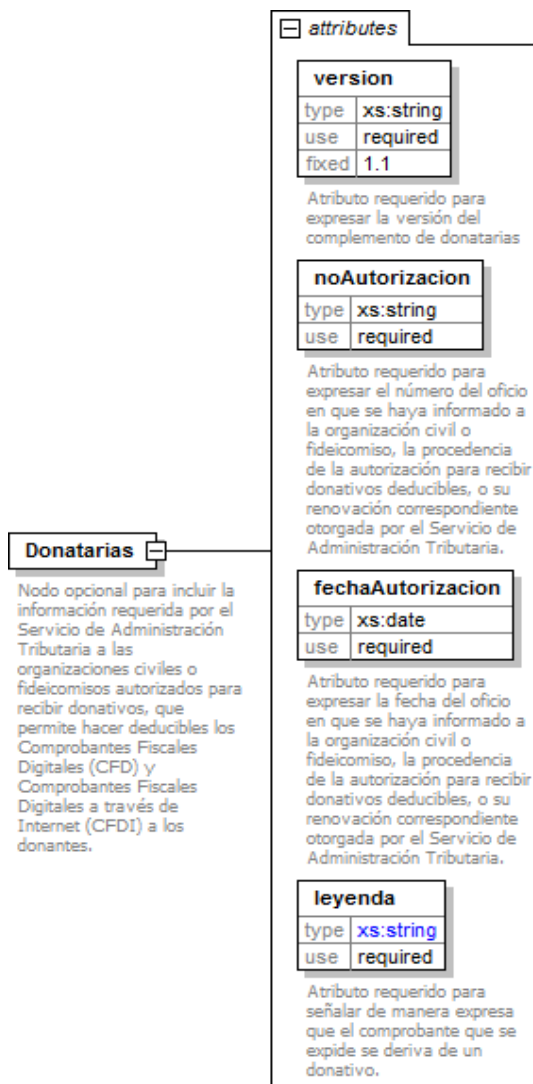 attributes
version
type xs:string
use required
fixed 1.1
Atributo requerido para
expresar la versión del
complemento de donatarias
noAutorizacion
type xs:string
use required
Atributo requerido para
expresar el número del oficio
en que se haya informado a
la organización civil o
fideicomiso, la procedencia
de la autorización para recibir
donativos deducibles, o su
renovación correspondiente
otorgada por el Servicio de
Administración Tributaria.
Donatarias
Nodo opcional para incluir la
información requerida por el
Servicio de Administración
Tributaria a las
organizaciones civiles o
fideicomisos autorizados para
recibir donativos, que
permite hacer deducibles los
Comprobantes Fiscales
Digitales (CFD) y
Comprobantes Fiscales
Digitales a través de
Internet (CFDI) a los
donantes.
fechaAutorizacion
type xs:date
use required
Atributo requerido para
expresar la fecha del oficio
en que se haya informado a
la organización civil o
fideicomiso, la procedencia
de la autorización para recibir
donativos deducibles, o su
renovación correspondiente
otorgada por el Servicio de
Administración Tributaria.
leyenda
type xs:string
use required
Atributo requerido para
señalar de manera expresa
que el comprobante que se
expide se deriva de un
donativo.